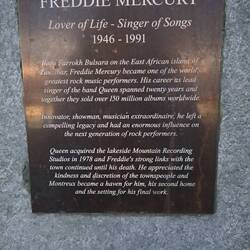 FREDDIE MERCURY
Lover of Life - Singer of Songs
1946 - 1991
Born Farrokh Bulsara on the East African island of
Zanzibar, Freddie Mercury became one of the world's
greatest rock music performers. His career as lead
singer of the band Queen spanned twenty years and
together they sold over 150 million albums worldwide.
Innovator, showman, musician extraordinaire, he left a
compelling legacy and had an enormous influence on
the next generation of rock performers.
Queen acquired the lakeside Mountain Recording
Studios in 1978 and Freddie's strong links with the
town continued until his death. He appreciated the
kindness and discretion of the townspeople and
Montreux became a haven for him, his second home
and the setting for his final work.